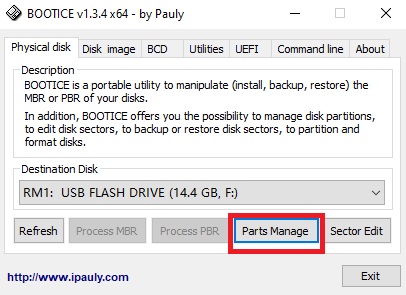 BOOTICE v1.3.4 x64 - by Pauly
Physical disk Disk image BCD Utilities UEFI Command line About
Description
BOOTICE is a portable utility to manipulate (install, backup, restore) the
MBR or PBR of your disks.
In addition, BOOTICE offers you the possibility to manage disk partitions,
to edit disk sectors, to backup or restore disk sectors, to partition and
format disks.
Destination Disk
RM1: USB FLASH DRIVE (14.4 GB, F:)
Refresh Process MBR Process PBR Parts Manage Sector Edit
http://www.ipauly.com Exit